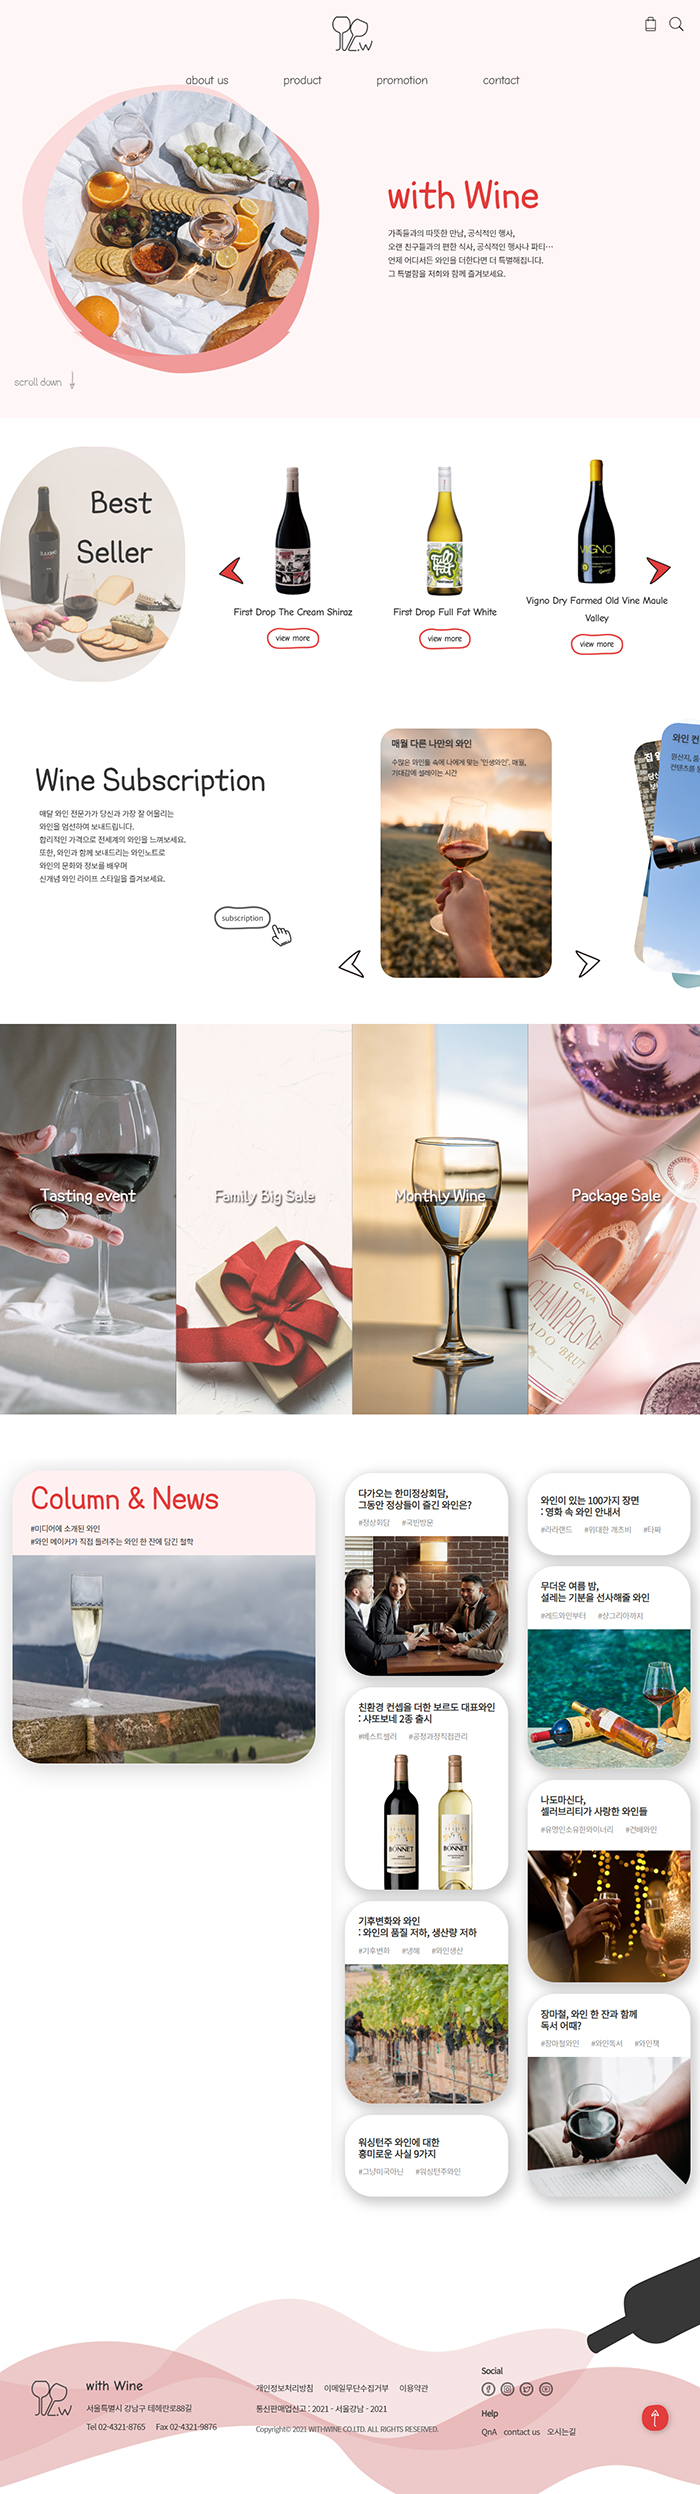 about us
product
promotion
contact
with Wine
가족들과의 따뜻한 만남, 공식적인 행사,
오랜 친구들과의 편한 식사, 공식적인 행사나 파티…
언제 어디서든 와인을 더한다면 더 특별해집니다.
그 특별함을 저희와 함께 즐겨보세요.
scroll down
Best
Seller
First Drop The Cream Shiraz
view more
First Drop Full Fat White
view more
VIGNO
Vigno Dry Farmed Old Vine Maule
Valley
view more
Wine Subscription
매달 와인 전문가가 당신과 가장 잘 어울리는
와인을 엄선하여 보내드립니다.
합리적인 가격으로 전세계의 와인을 느껴보세요.
또한, 와인과 함께 보내드리는 와인노트로
와인의 문화와 정보를 배우며
신개념 와인 라이프 스타일을 즐겨보세요.
subscription
매월 다른 나만의 와인
수많은 와인들 속에 나에게 맞는 '인생와인'. 매월,
기대감에 설레이는 시간
와인 컨
원산지, 품
컨텐츠를
Tasting event
Family Big Sale
Monthly Wine
Package Sale
CAVA
CHAMPAGNE
BRUT
Column & News
#미디어에 소개된 와인
#와인 메이커가 직접 들려주는 와인 한 잔에 담긴 철학
다가오는 한미정상회담,
그동안 정상들이 즐긴 와인은?
#정상회담 #국빈방문
친환경 컨셉을 더한 보르도 대표와인
: 샤또보네 2종 출시
#베스트셀러 #공정과정직접관리
BONNET
BONNET
기후변화와 와인
: 와인의 품질 저하, 생산량 저하
#기후변화 #냉해 #와인생산
워싱턴주 와인에 대한
흥미로운 사실 9가지
#그냥미국아닌 #워싱턴주와인
와인이 있는 100가지 장면
: 영화 속 와인 안내서
#라라랜드 #위대한 개츠비 #타짜
무더운 여름 밤,
설레는 기분을 선사해줄 와인
#레드와인부터 #샹그리아까지
나도마신다,
셀러브리티가 사랑한 와인들
#유명인소유한와이너리 #건배와인
장마철, 와인 한 잔과 함께
독서 어때?
#장마철와인 #와인독서 #와인책
with Wine
서울특별시 강남구 테헤란로88길
Tel 02-4321-8765 Fax 02-4321-9876
개인정보처리방침 이메일무단수집거부 이용약관
통신판매업신고 : 2021 - 서울강남 - 2021
Copyright© 2021 WITHWINE CO.LTD. ALL RIGHTS RESERVED.
Social
Help
QnA contact us 오시는길